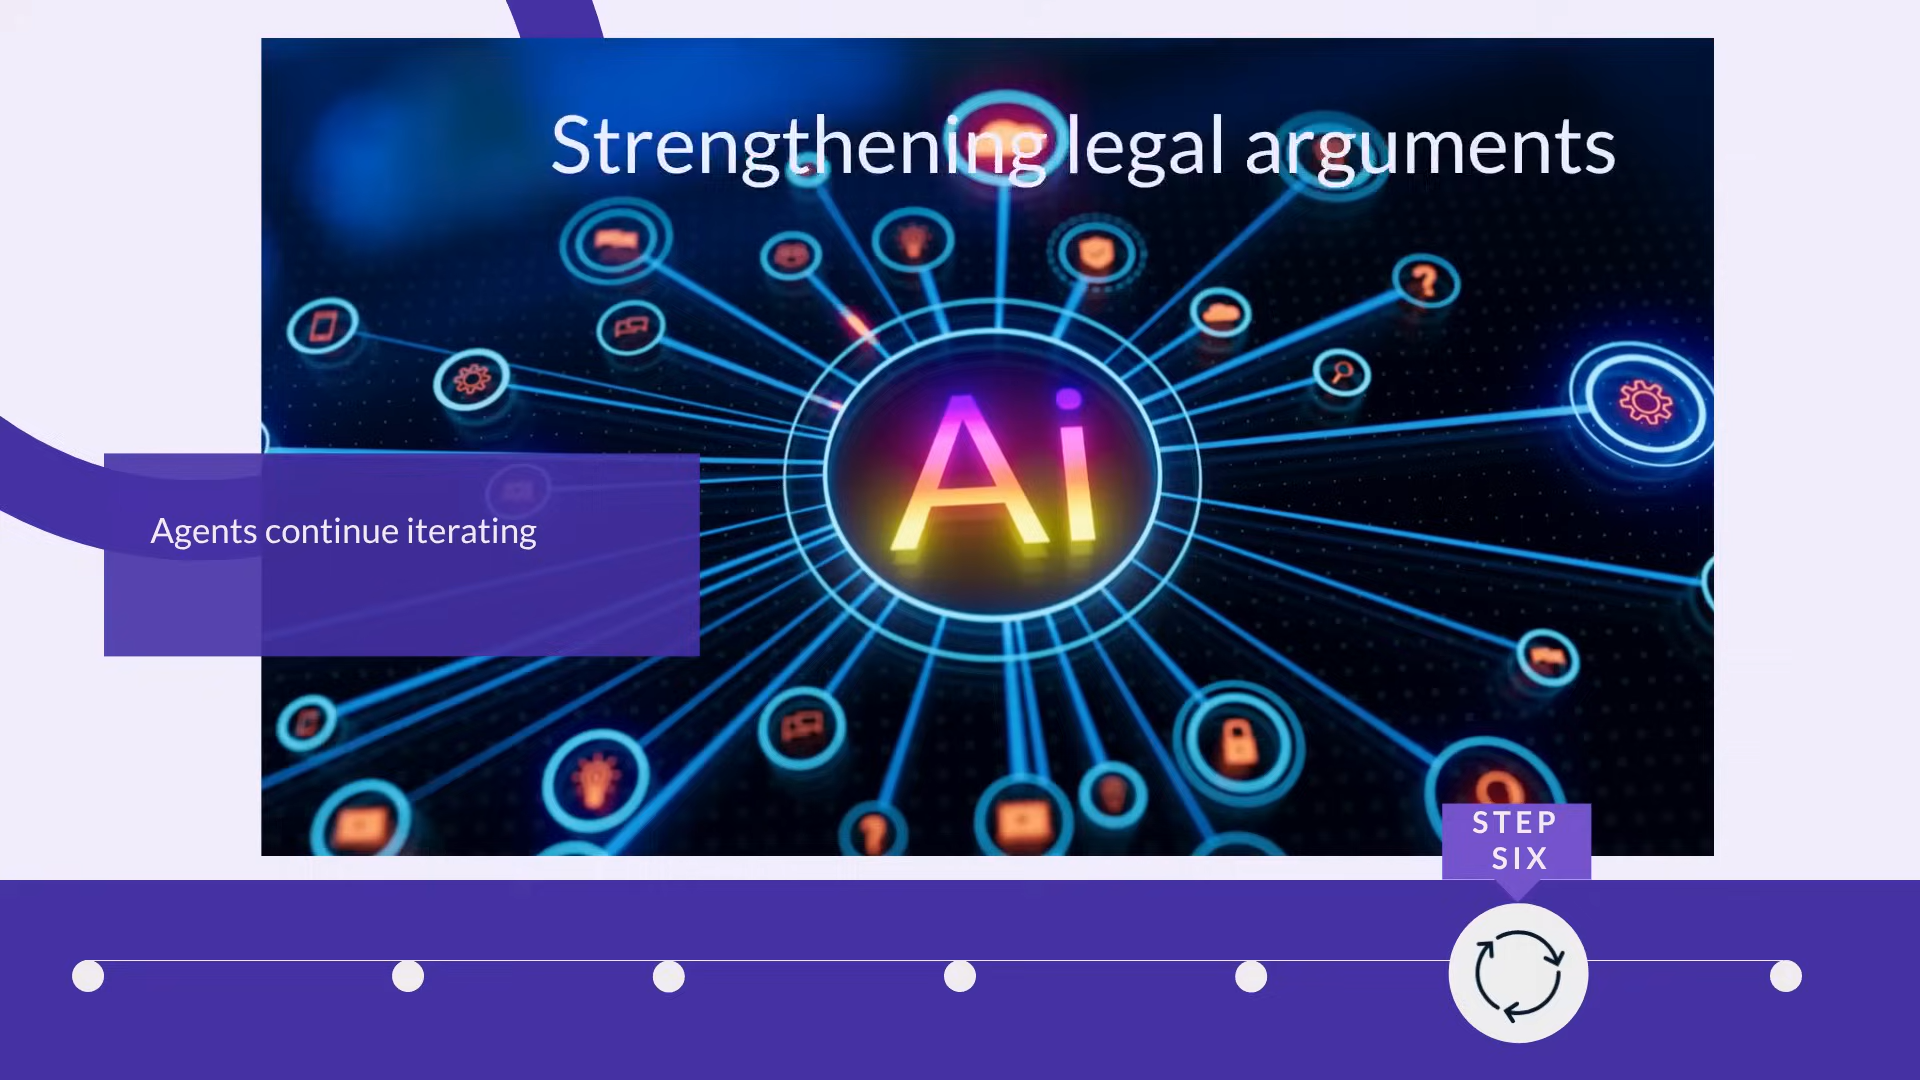 Strengthening legal arguments
Ai
Agents continue iterating
STEP
SIX